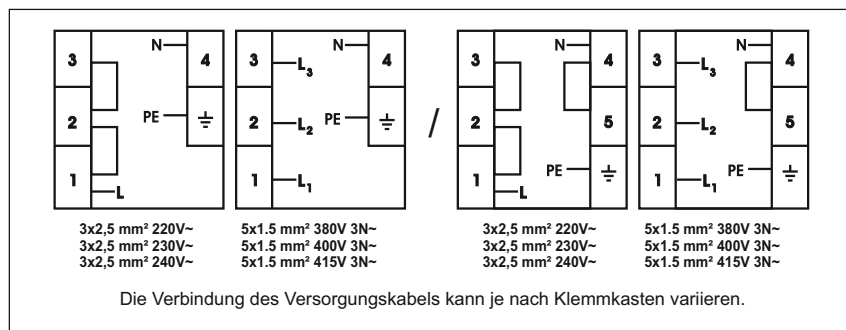 3 N 4
2 PE ⏚
1 L
3x2,5 mm² 220V~
3x2,5 mm² 230V~
3x2,5 mm² 240V~
3 L3 N 4
2 L2 PE ⏚
1 L1
5x1.5 mm² 380V 3N~
5x1.5 mm² 400V 3N~
5x1.5 mm² 415V 3N~
/
3 N 4
2 5
1 L PE ⏚
3x2,5 mm² 220V~
3x2,5 mm² 230V~
3x2,5 mm² 240V~
3 L3 N 4
2 L2 5
1 L1 PE ⏚
5x1.5 mm² 380V 3N~
5x1.5 mm² 400V 3N~
5x1.5 mm² 415V 3N~
Die Verbindung des Versorgungskabels kann je nach Klemmkasten variieren.